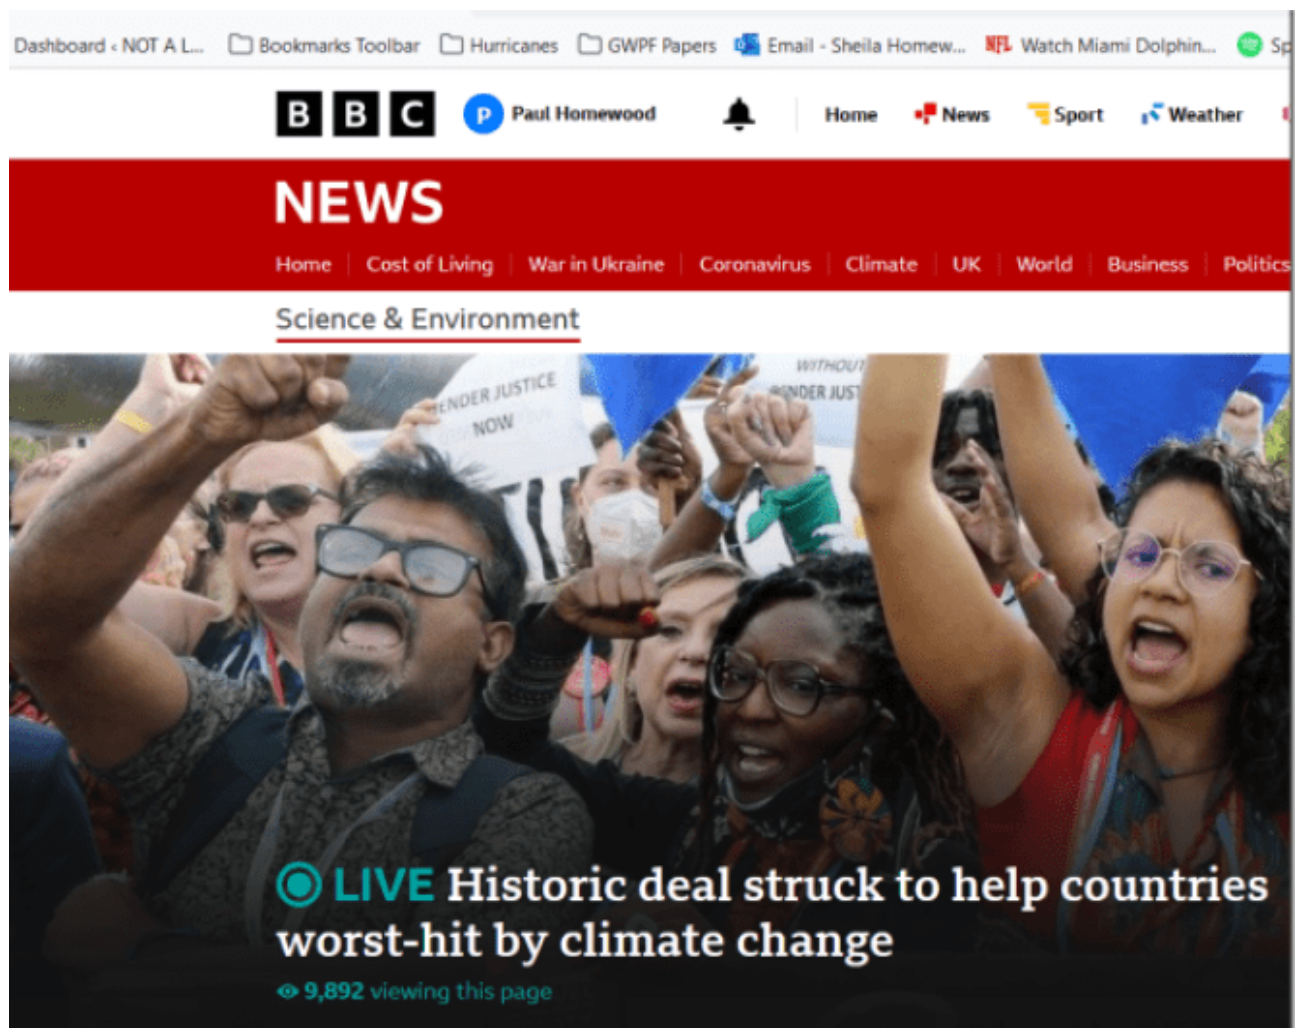 Dashboard ‹ NOT A L... Bookmarks Toolbar Hurricanes GWPF Papers Email - Sheila Homew... NFL Watch Miami Dolphin... Sp
BBC P Paul Homewood Home News Sport Weather
NEWS
Home Cost of Living War in Ukraine Coronavirus Climate UK World Business Politics
Science & Environment
ENDER JUSTICE
NOW
WITHOUT
NDER JUST
LIVE Historic deal struck to help countries
worst-hit by climate change
9,892 viewing this page